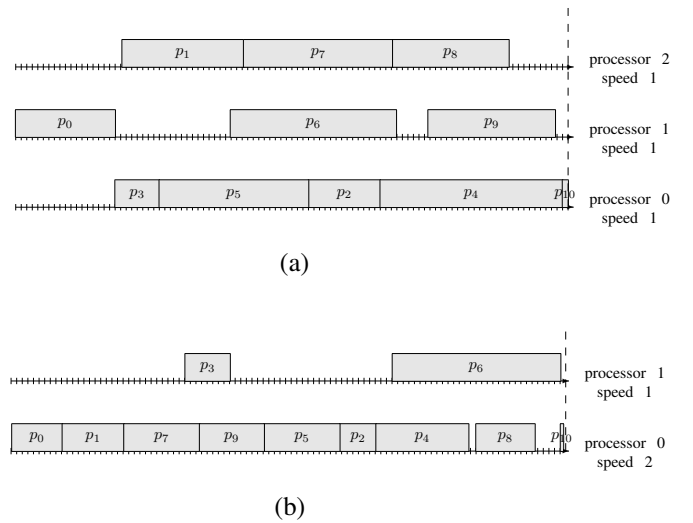 p1 p7 p8
processor 2
speed 1
p0 p6 p9
processor 1
speed 1
p3 p5 p2 p4 p10
processor 0
speed 1
(a)
p3 p6
processor 1
speed 1
p0 p1 p7 p9 p5 p2 p4 p8 p10
processor 0
speed 2
(b)